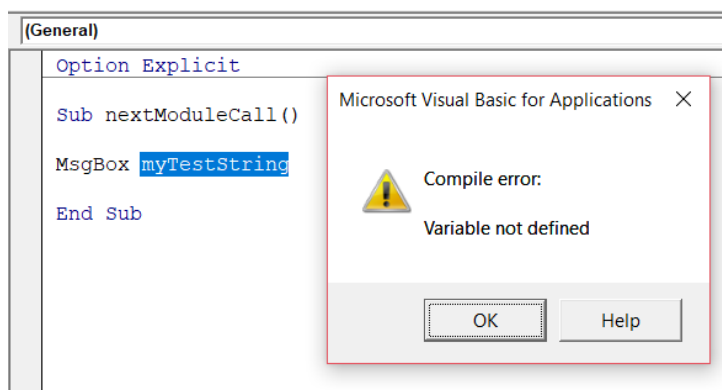 (General)
Option Explicit
Sub nextModuleCall()
MsgBox myTestString
End Sub
Microsoft Visual Basic for Applications
Compile error:
Variable not defined
OK Help